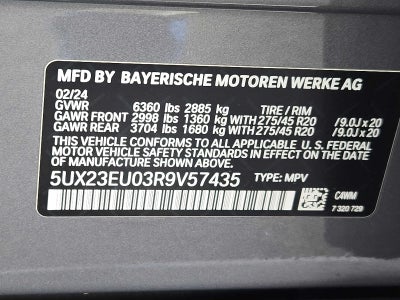 MFD BY BAYERISCHE MOTOREN WERKE AG
02/24
GVWR 6360 lbs 2885 kg TIRE / RIM
GAWR FRONT 2998 lbs 1360 kg WITH 275/45 R20 /9.0J x 20
GAWR REAR 3704 lbs 1680 kg WITH 275/45 R20 /9.0J x 20
THIS VEHICLE CONFORMS TO ALL APPLICABLE U. S. FEDERAL
MOTOR VEHICLE SAFETY STANDARDS IN EFFECT ON THE
DATE OF MANUFACTURE SHOWN ABOVE.
5UX23EU03R9V57435 TYPE: MPV
C4WM
7 320 729